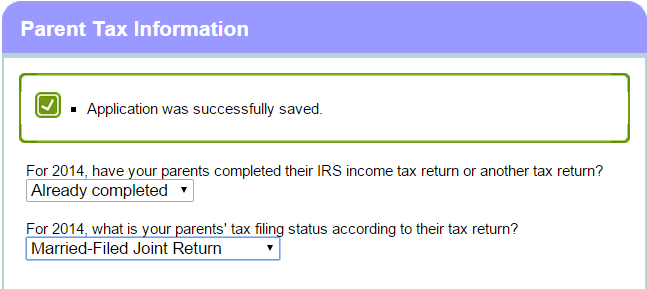 Parent Tax Information
Application was successfully saved.
For 2014, have your parents completed their IRS income tax return or another tax return?
Already completed
For 2014, what is your parents' tax filing status according to their tax return?
Married-Filed Joint Return